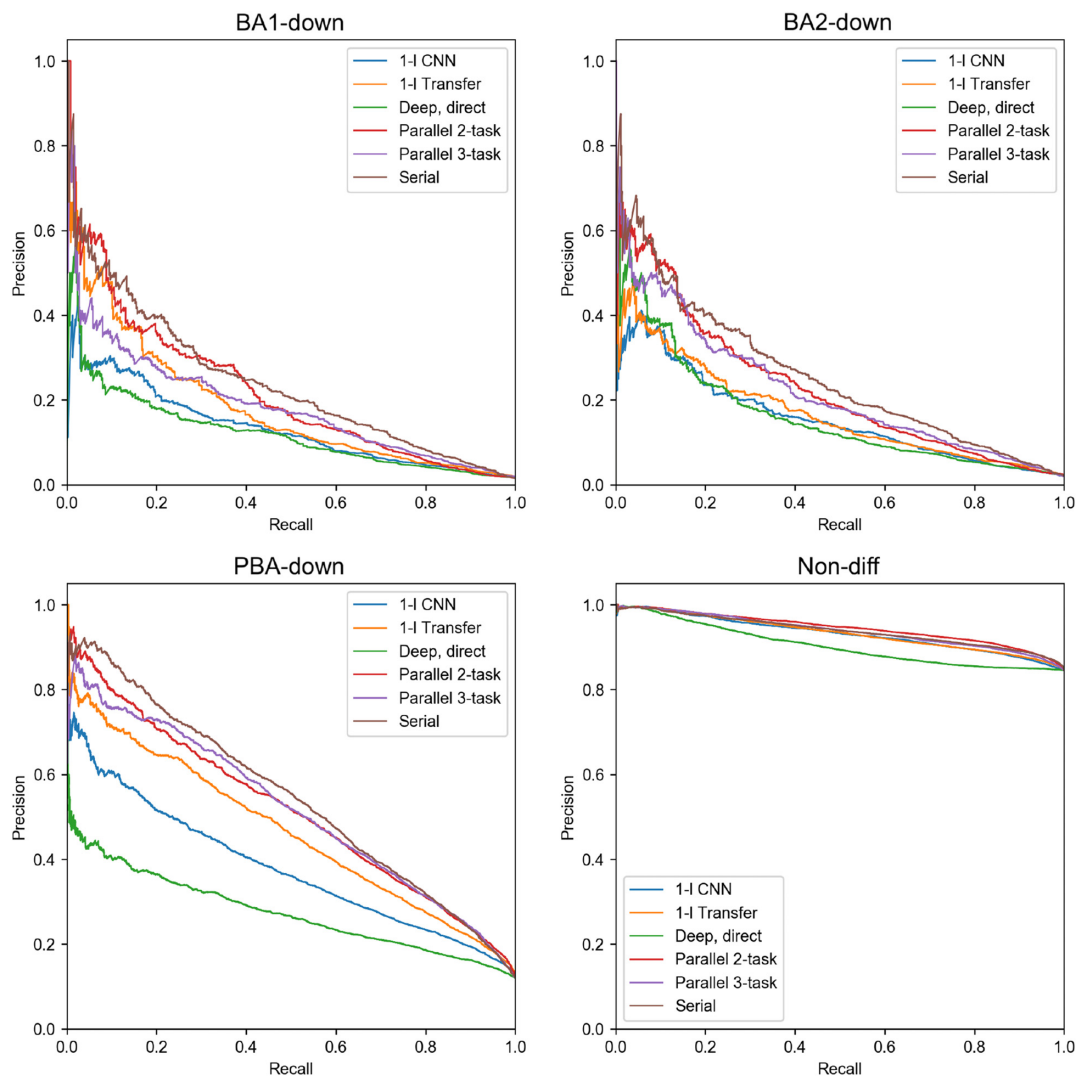 BA1-down
1.0
0.8
0.6
0.4
0.2
0.0
Precision
1-I CNN
1-I Transfer
Deep, direct
Parallel 2-task
Parallel 3-task
Serial
0.0 0.2 0.4 0.6 0.8 1.0
Recall
BA2-down
1.0
0.8
0.6
0.4
0.2
0.0
Precision
1-I CNN
1-I Transfer
Deep, direct
Parallel 2-task
Parallel 3-task
Serial
0.0 0.2 0.4 0.6 0.8 1.0
Recall
PBA-down
1.0
0.8
0.6
0.4
0.2
0.0
Precision
1-I CNN
1-I Transfer
Deep, direct
Parallel 2-task
Parallel 3-task
Serial
0.0 0.2 0.4 0.6 0.8 1.0
Recall
Non-diff
1.0
0.8
0.6
0.4
0.2
0.0
Precision
1-I CNN
1-I Transfer
Deep, direct
Parallel 2-task
Parallel 3-task
Serial
0.0 0.2 0.4 0.6 0.8 1.0
Recall